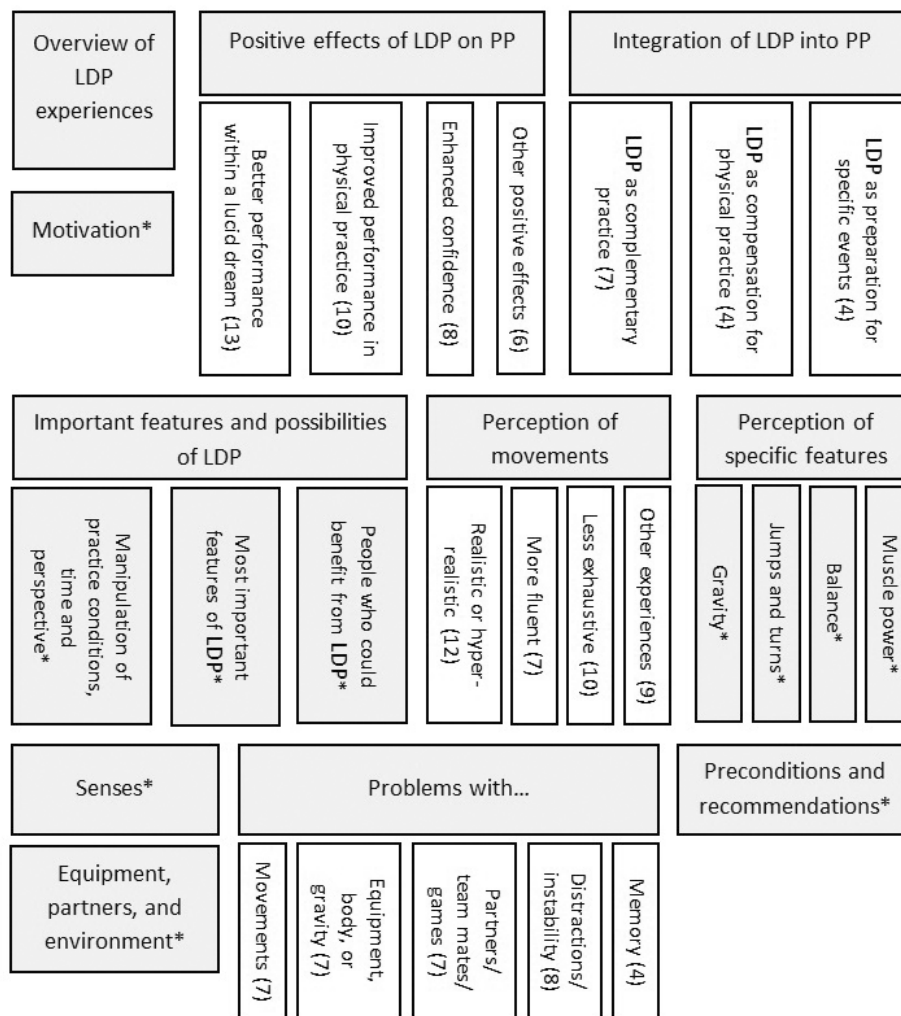 Overview of
LDP
experiences
Motivation*
Positive effects of LDP on PP
Better performance
within a lucid dream (13)
Improved performance in
physical practice (10)
Enhanced confidence (8)
Other positive effects (6)
Integration of LDP into PP
LDP as complementary
practice (7)
LDP as compensation for
physical practice (4)
LDP as preparation for
specific events (4)
Important features and possibilities
of LDP
Manipulation of
practice conditions,
time and
perspective*
Most important
features of LDP*
People who could
benefit from LDP*
Perception of
movements
Realistic or hyper-
realistic (12)
More fluent (7)
Less exhaustive (10)
Other experiences (9)
Perception of
specific features
Gravity*
Jumps and turns*
Balance*
Muscle power*
Senses*
Equipment,
partners, and
environment*
Problems with…
Movements (7)
Equipment,
body, or
gravity (7)
Partners/
team mates/
games (7)
Distractions/
instability (8)
Memory (4)
Preconditions and
recommendations*